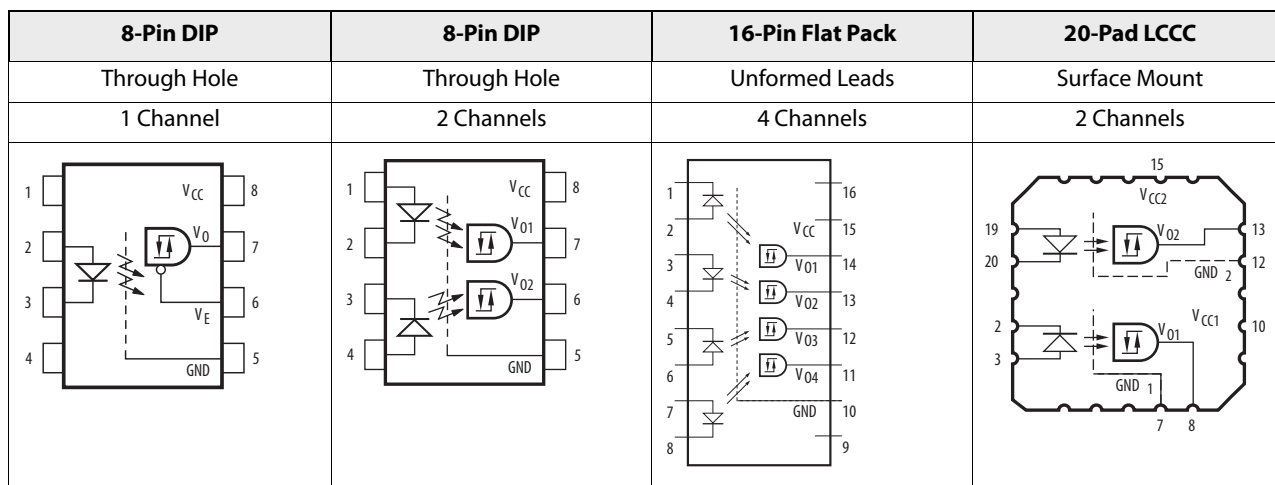 8-Pin DIP
8-Pin DIP
16-Pin Flat Pack
20-Pad LCCC
Through Hole
Through Hole
Unformed Leads
Surface Mount
1 Channel
2 Channels
4 Channels
2 Channels
1
2
3
4
VCC
VO
VE
GND
8
7
6
5
1
2
3
4
VCC
VO1
VO2
GND
8
7
6
5
1
2
3
4
5
6
7
8
VCC
VO1
VO2
VO3
VO4
GND
16
15
14
13
12
11
10
9
15
VCC2
19
20
VO2
13
12
GND 2
2
3
VCC1
VO1
10
GND 1
7
8